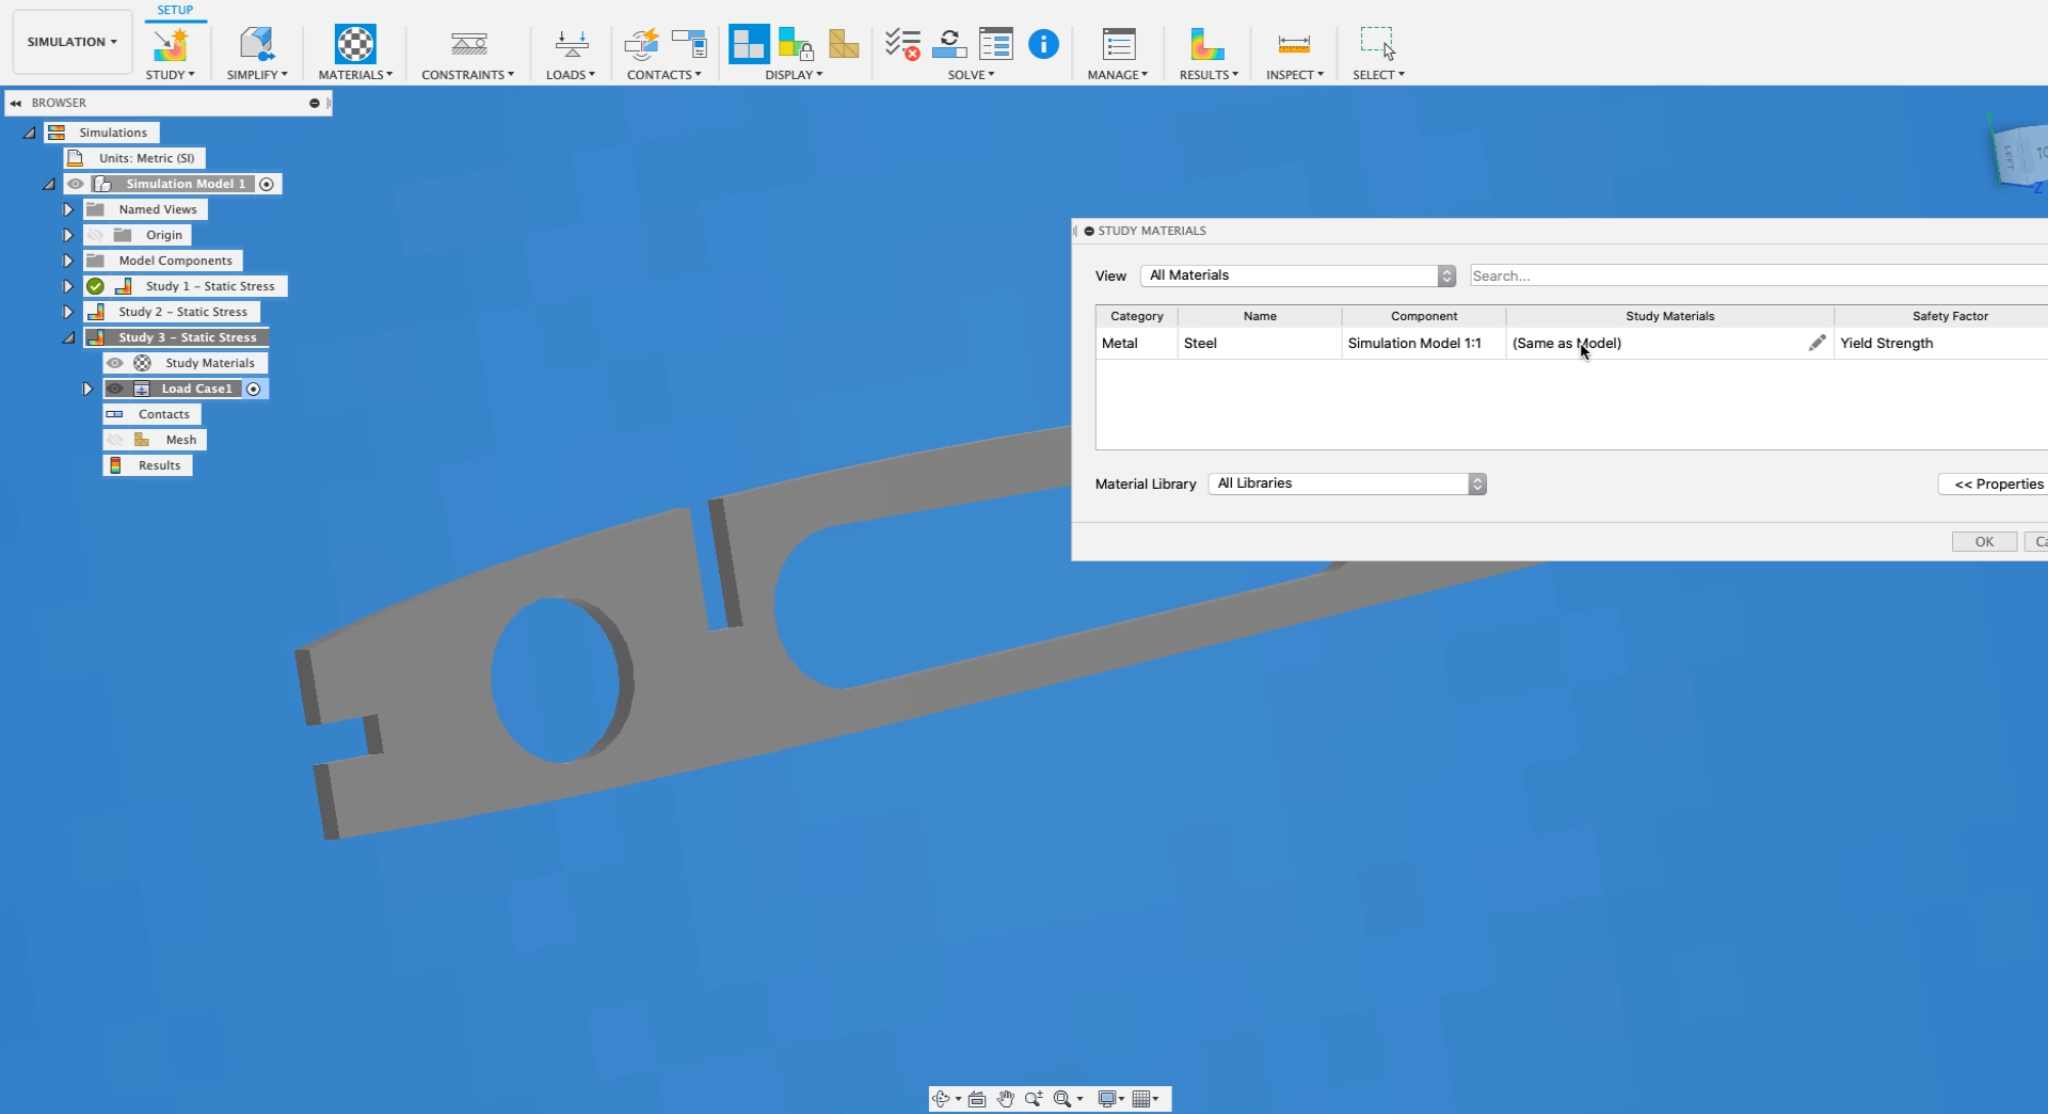 SETUP
SIMULATION
STUDY
SIMPLIFY
MATERIALS
CONSTRAINTS
LOADS
CONTACTS
DISPLAY
SOLVE
MANAGE
RESULTS
INSPECT
SELECT
BROWSER
Simulations
Units: Metric (SI)
Simulation Model 1
Named Views
Origin
Model Components
Study 1 - Static Stress
Study 2 - Static Stress
Study 3 - Static Stress
Study Materials
Load Case1
Contacts
Mesh
Results
Y
LEFT
Z
STUDY MATERIALS
View All Materials Search...
Category Name Component Study Materials Safety Factor
Metal Steel Simulation Model 1:1 (Same as Model) Yield Strength
Material Library All Libraries << Properties
OK